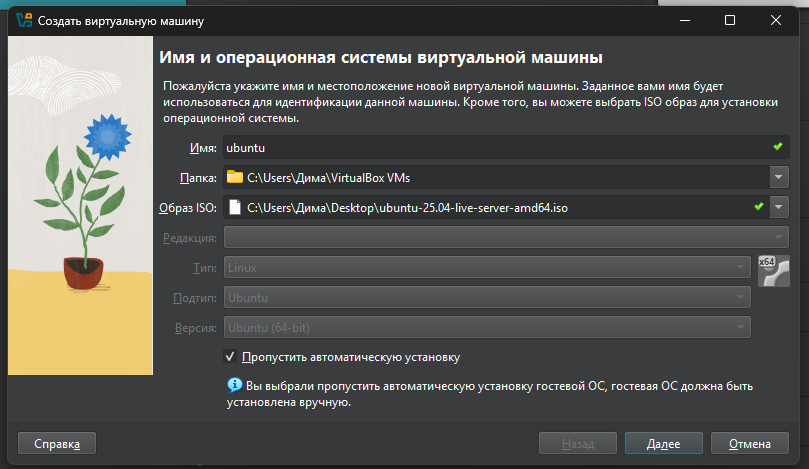 Создать виртуальную машину
Имя и операционная системы виртуальной машины
Пожалуйста укажите имя и местоположение новой виртуальной машины. Заданное вами имя будет
использоваться для идентификации данной машины. Кроме того, вы можете выбрать ISO образ для установки
операционной системы.
Имя: ubuntu
Папка: C:\Users\Дима\VirtualBox VMs
Образ ISO: C:\Users\Дима\Desktop\ubuntu-25.04-live-server-amd64.iso
Редакция:
Тип: Linux x64
Подтип: Ubuntu
Версия: Ubuntu (64-bit)
Пропустить автоматическую установку
Вы выбрали пропустить автоматическую установку гостевой ОС, гостевая ОС должна быть
установлена вручную.
Справка Назад Далее Отмена